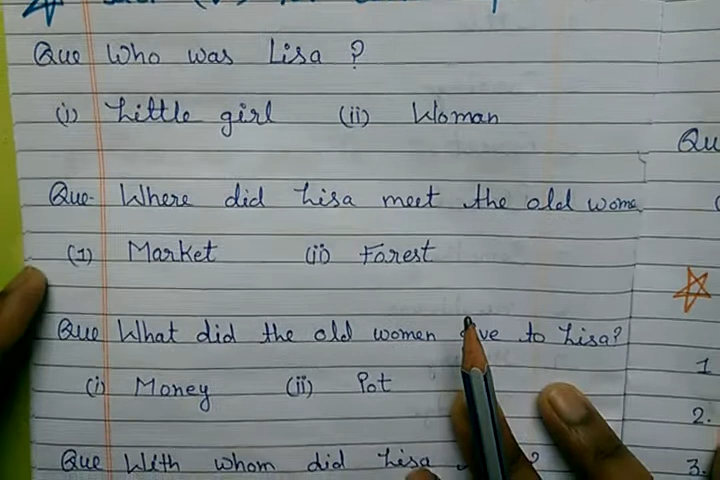 Que Who was Lisa ?
(i) Little girl (ii) Woman
Que- Where did Lisa meet the old wome
(1) Market (ii) Forest
Que What did the old women give to Lisa?
(i) Money (ii) Pot
Que With whom did Lisa ?
Qu
1
2.
3.